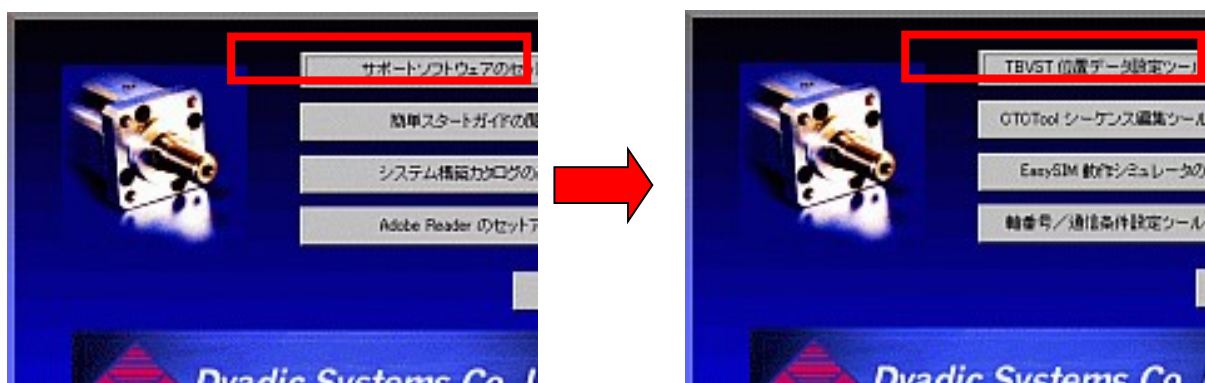 サポートソフトウェアのセッ
簡単スタートガイドの閲
システム構築カタログの
Adobe Reader のセットア
Dyadic Systems Co.
TBVST 位置データ設定ツール
CTCTool シーケンス編集ツール
EasySIM 動作シミュレータの
軸番号／通信条件設定ツール
Dyadic Systems Co.